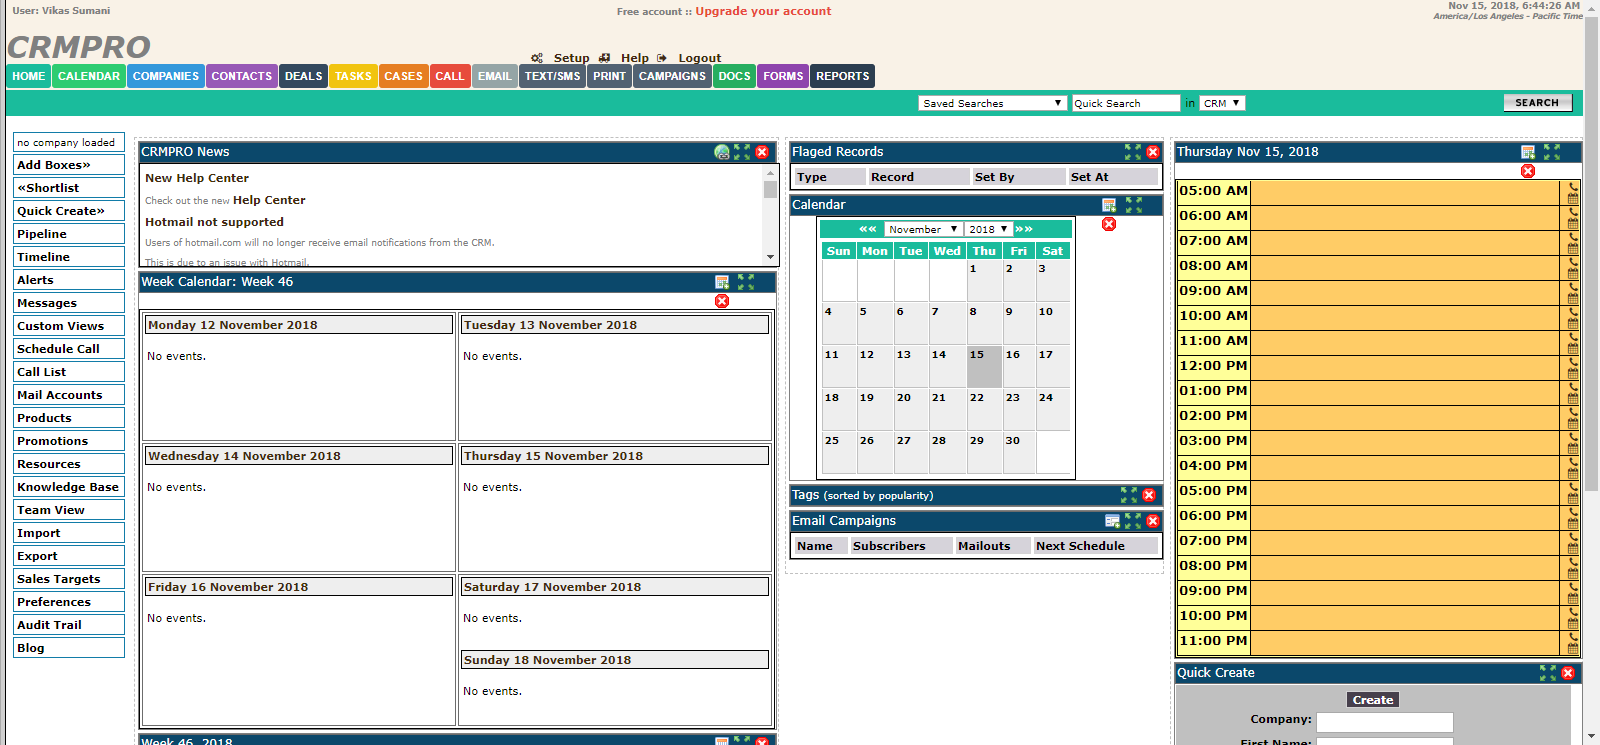 User: Vikas Sumani
Free account :: Upgrade your account
Nov 15, 2018, 6:44:26 AM
America/Los Angeles - Pacific Time
CRMPRO
Setup Help Logout
HOME CALENDAR COMPANIES CONTACTS DEALS TASKS CASES CALL EMAIL TEXT/SMS PRINT CAMPAIGNS DOCS FORMS REPORTS
Saved Searches Quick Search in CRM SEARCH
no company loaded
Add Boxes»
«Shortlist
Quick Create»
Pipeline
Timeline
Alerts
Messages
Custom Views
Schedule Call
Call List
Mail Accounts
Products
Promotions
Resources
Knowledge Base
Team View
Import
Export
Sales Targets
Preferences
Audit Trail
Blog
CRMPRO News
New Help Center
Check out the new Help Center
Hotmail not supported
Users of hotmail.com will no longer receive email notifications from the CRM.
This is due to an issue with Hotmail.
Week Calendar: Week 46
Monday 12 November 2018
No events.
Tuesday 13 November 2018
No events.
Wednesday 14 November 2018
No events.
Thursday 15 November 2018
No events.
Friday 16 November 2018
No events.
Saturday 17 November 2018
No events.
Sunday 18 November 2018
No events.
Week 46, 2018
Flaged Records
Type Record Set By Set At
Calendar
«« November 2018 »»
Sun Mon Tue Wed Thu Fri Sat
1 2 3
4 5 6 7 8 9 10
11 12 13 14 15 16 17
18 19 20 21 22 23 24
25 26 27 28 29 30
Tags (sorted by popularity)
Email Campaigns
Name Subscribers Mailouts Next Schedule
Thursday Nov 15, 2018
05:00 AM
06:00 AM
07:00 AM
08:00 AM
09:00 AM
10:00 AM
11:00 AM
12:00 PM
01:00 PM
02:00 PM
03:00 PM
04:00 PM
05:00 PM
06:00 PM
07:00 PM
08:00 PM
09:00 PM
10:00 PM
11:00 PM
Quick Create
Create
Company:
First Name: